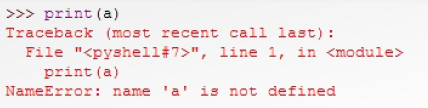 >>> print(a)
Traceback (most recent call last):
  File "<pyshell#7>", line 1, in <module>
    print(a)
NameError: name 'a' is not defined